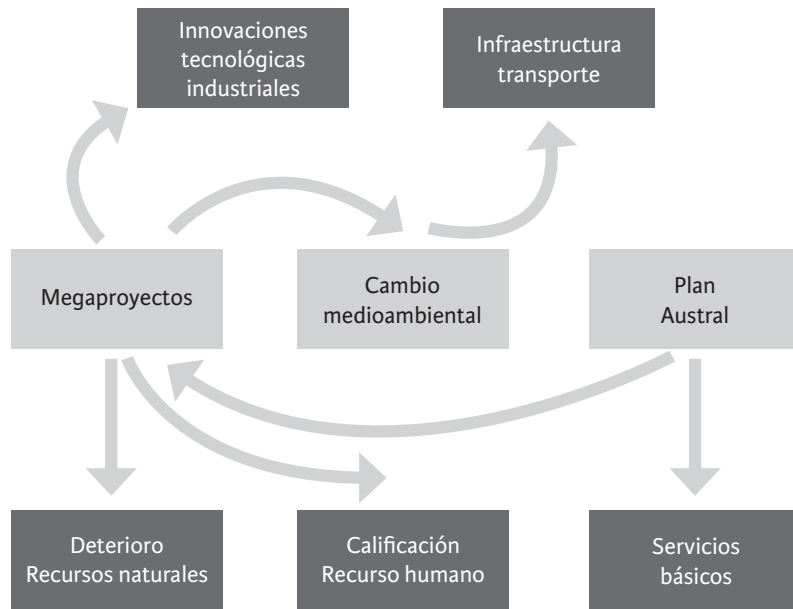 Innovaciones
tecnológicas
industriales
Infraestructura
transporte
Megaproyectos
Cambio
medioambiental
Plan
Austral
Deterioro
Recursos naturales
Calificación
Recurso humano
Servicios
básicos